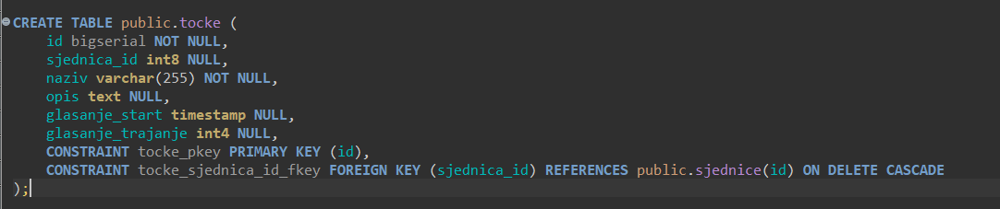 CREATE TABLE public.tocke (
    id bigserial NOT NULL,
    sjednica_id int8 NULL,
    naziv varchar(255) NOT NULL,
    opis text NULL,
    glasanje_start timestamp NULL,
    glasanje_trajanje int4 NULL,
    CONSTRAINT tocke_pkey PRIMARY KEY (id),
    CONSTRAINT tocke_sjednica_id_fkey FOREIGN KEY (sjednica_id) REFERENCES public.sjednice(id) ON DELETE CASCADE
);